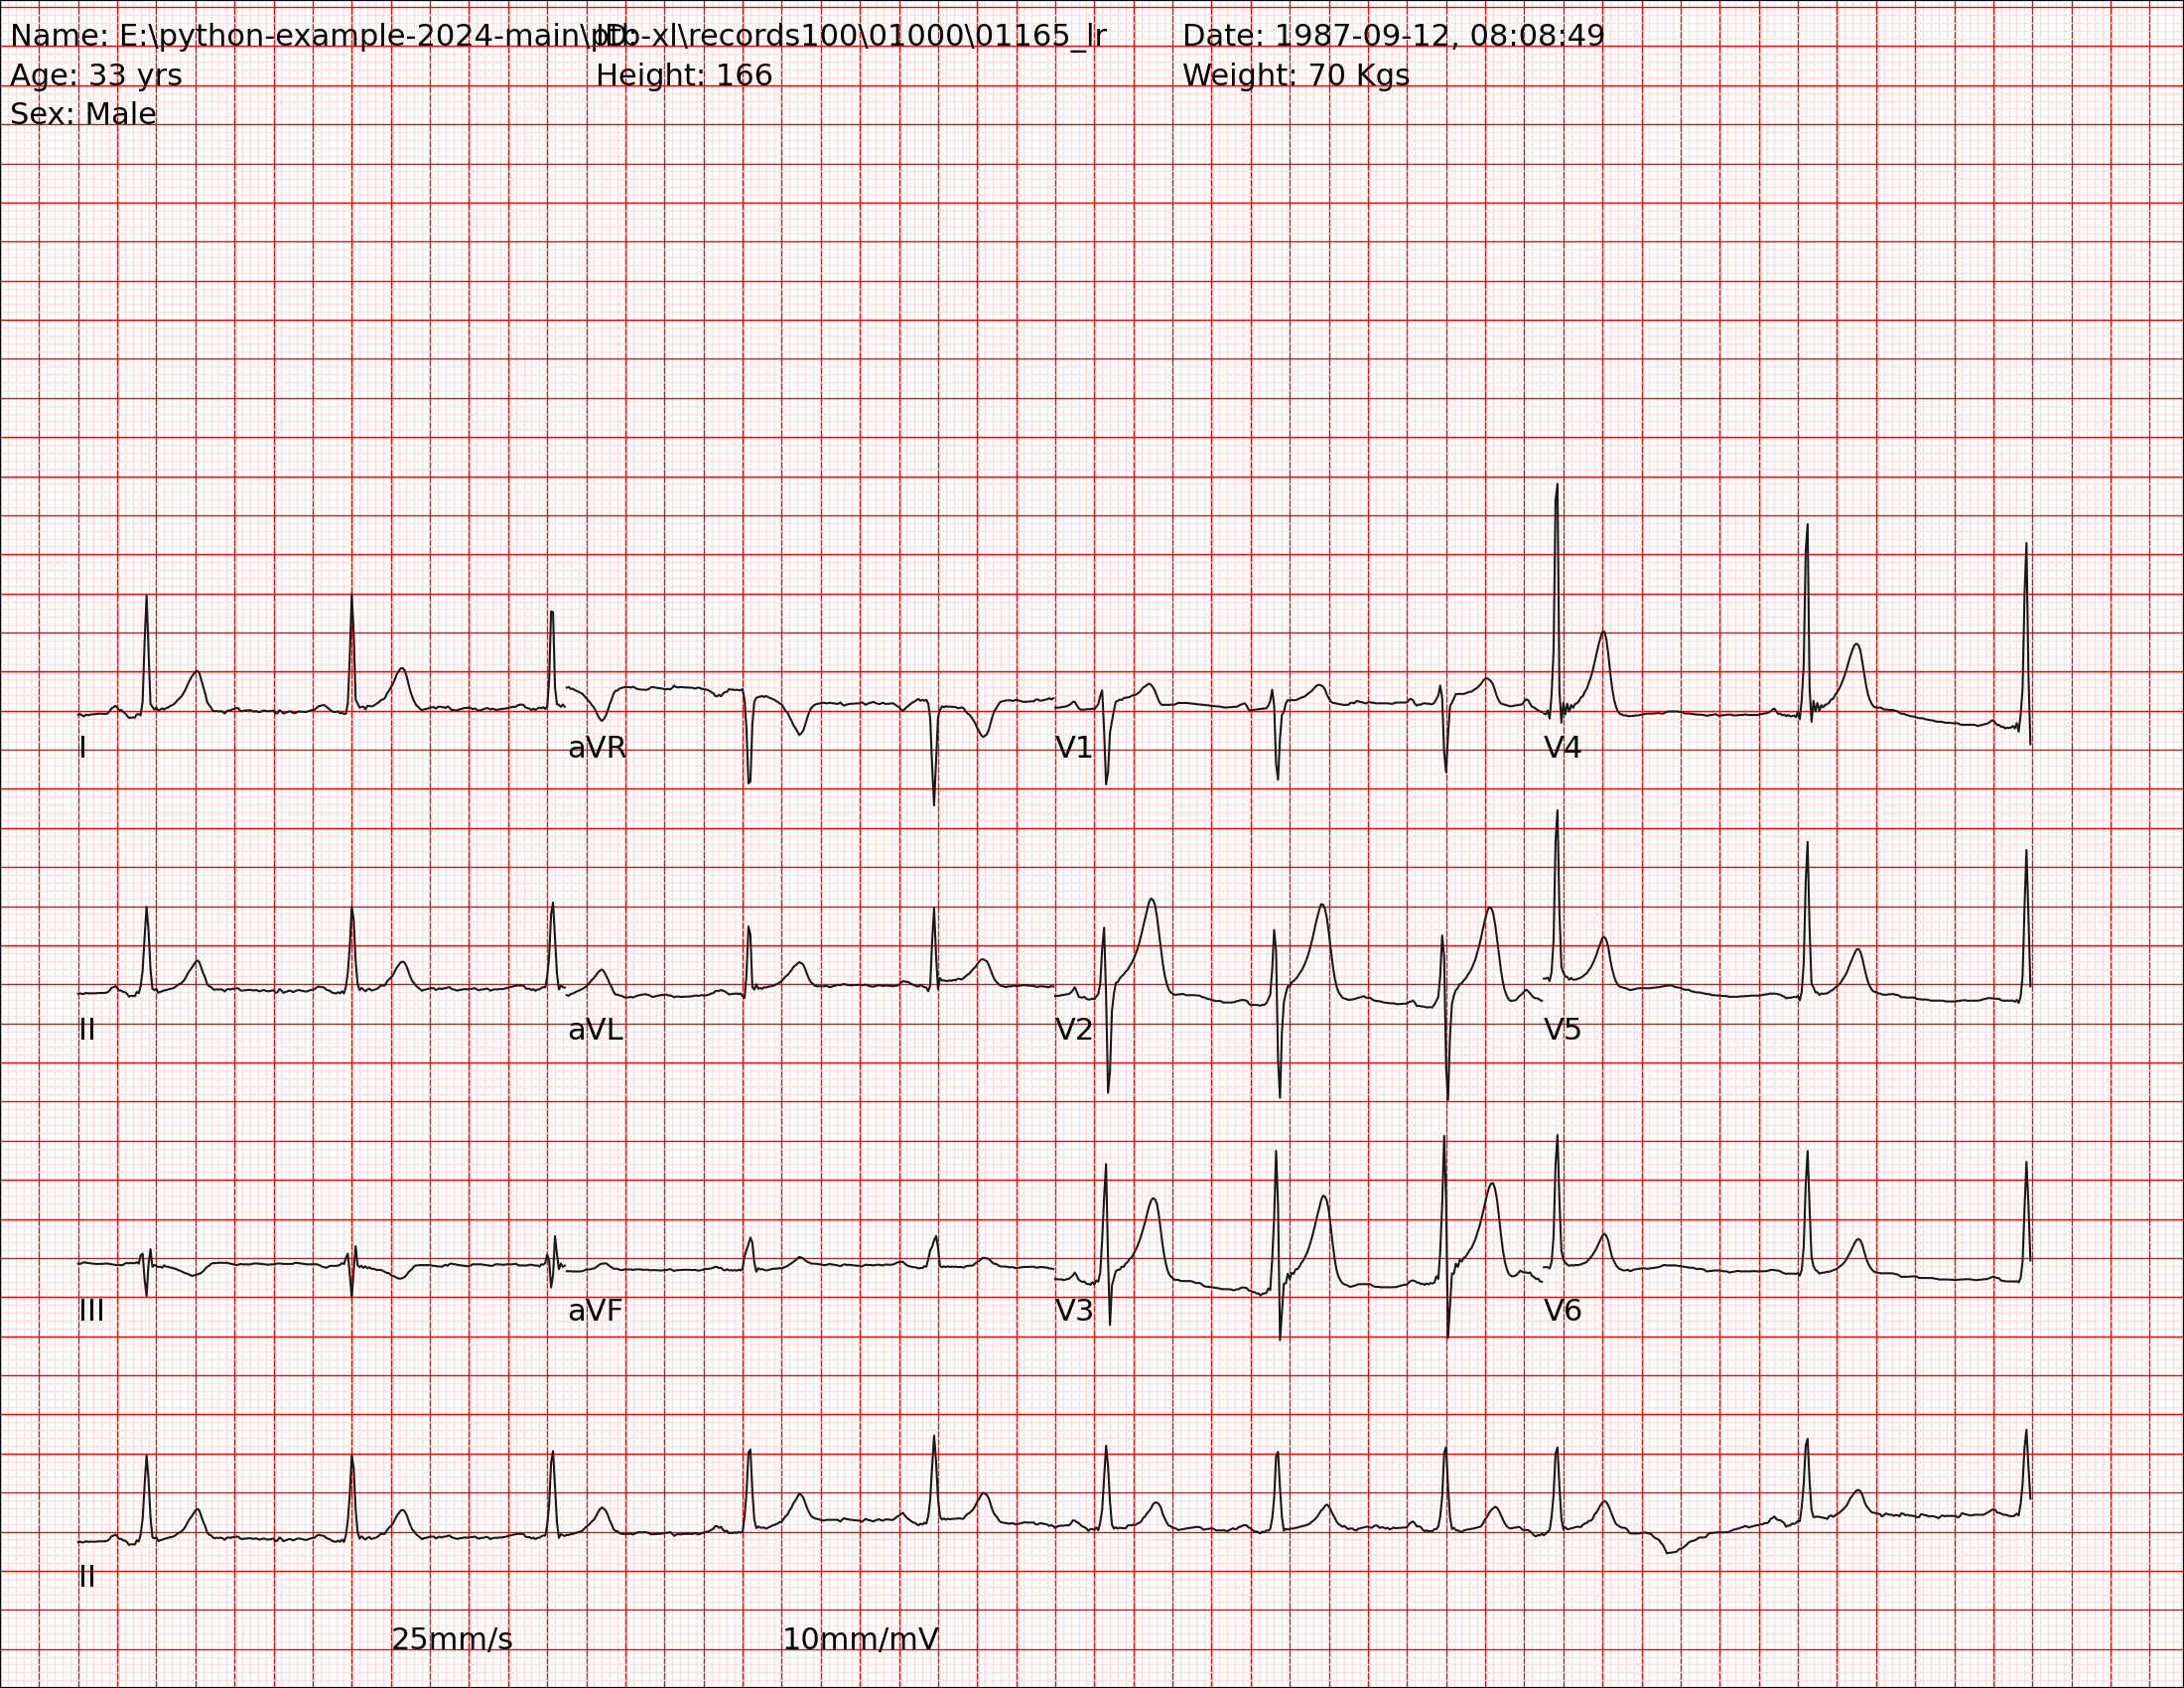 Name: E:\python-example-2024-main\ptb-xl\records100\01000\01165_lr ID: Date: 1987-09-12, 08:08:49
Age: 33 yrs Height: 166 Weight: 70 Kgs
Sex: Male
I aVR V1 V4
II aVL V2 V5
III aVF V3 V6
II
25mm/s 10mm/mV